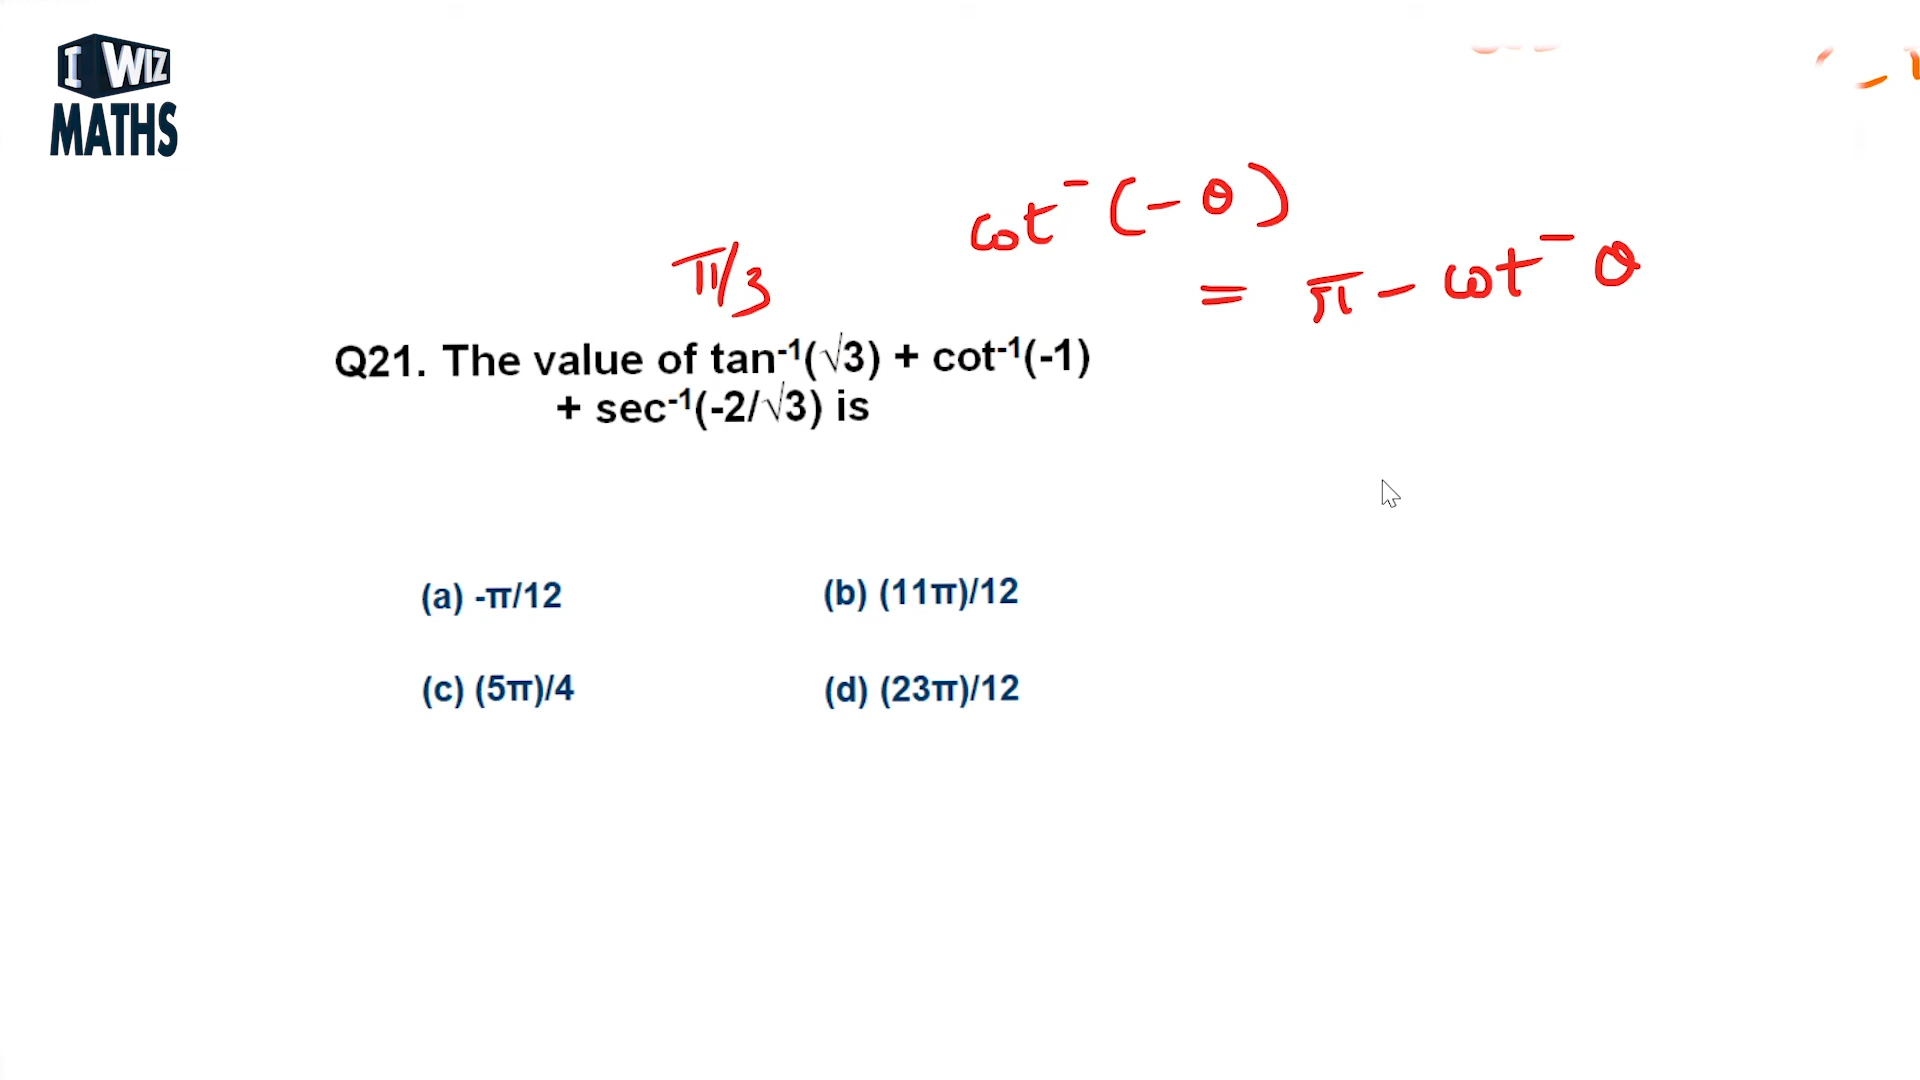 I WIZ
MATHS
cot⁻ (- θ)
= π - cot⁻ θ
π/3
Q21. The value of tan⁻¹(√3) + cot⁻¹(-1)
+ sec⁻¹(-2/√3) is
(a) -π/12
(b) (11π)/12
(c) (5π)/4
(d) (23π)/12